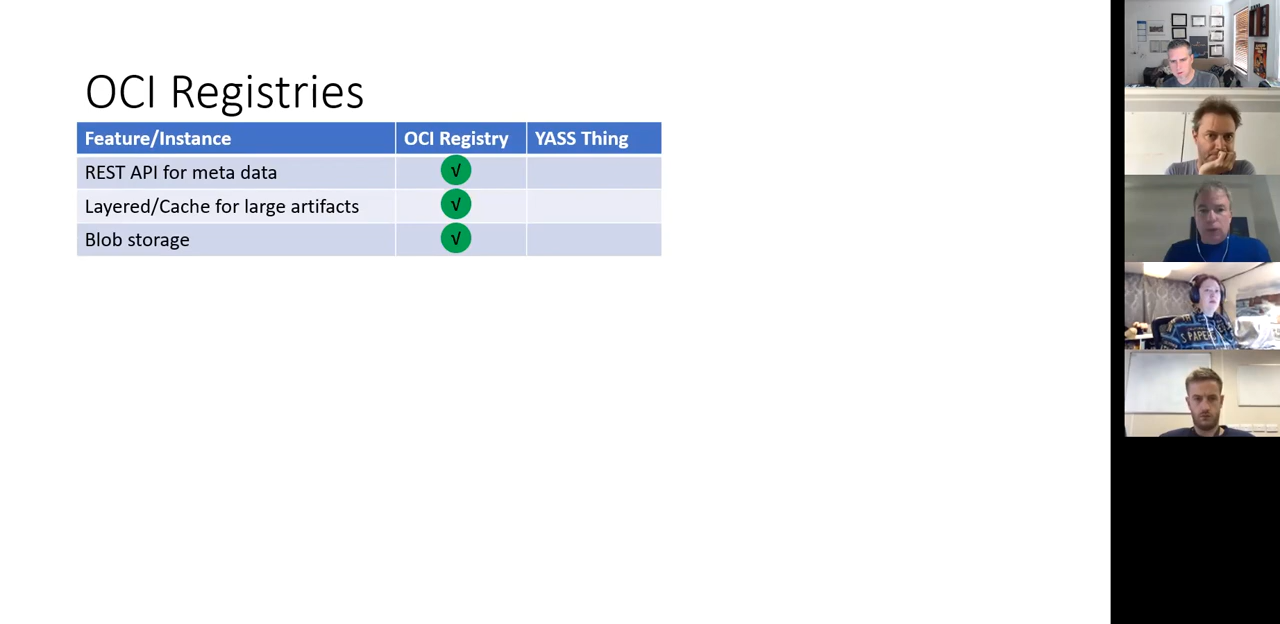 OCI Registries
Feature/Instance OCI Registry YASS Thing
REST API for meta data √
Layered/Cache for large artifacts √
Blob storage √